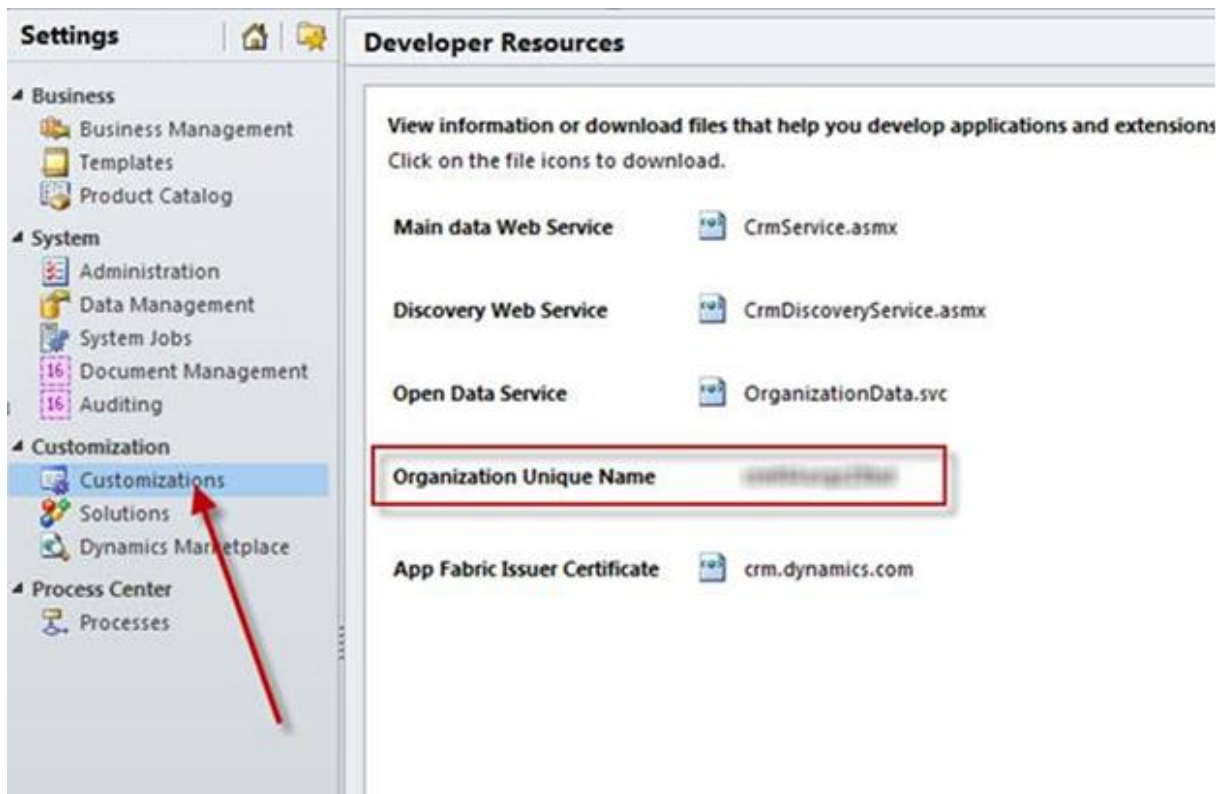 Settings
Business
Business Management
Templates
Product Catalog
System
Administration
Data Management
System Jobs
16 Document Management
16 Auditing
Customization
Customizations
Solutions
Dynamics Marketplace
Process Center
Processes
Developer Resources
View information or download files that help you develop applications and extensions
Click on the file icons to download.
Main data Web Service CrmService.asmx
Discovery Web Service CrmDiscoveryService.asmx
Open Data Service OrganizationData.svc
Organization Unique Name
App Fabric Issuer Certificate crm.dynamics.com